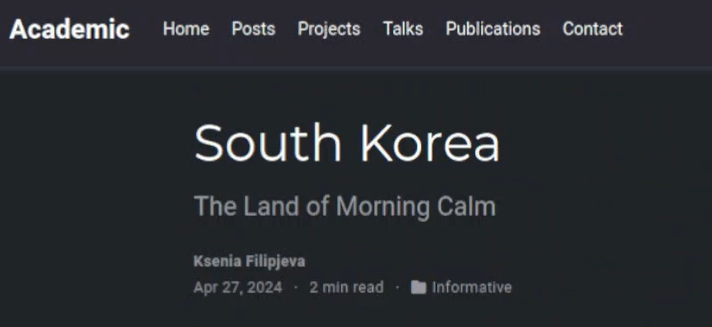 Academic Home Posts Projects Talks Publications Contact
South Korea
The Land of Morning Calm
Ksenia Filipjeva
Apr 27, 2024 · 2 min read · Informative